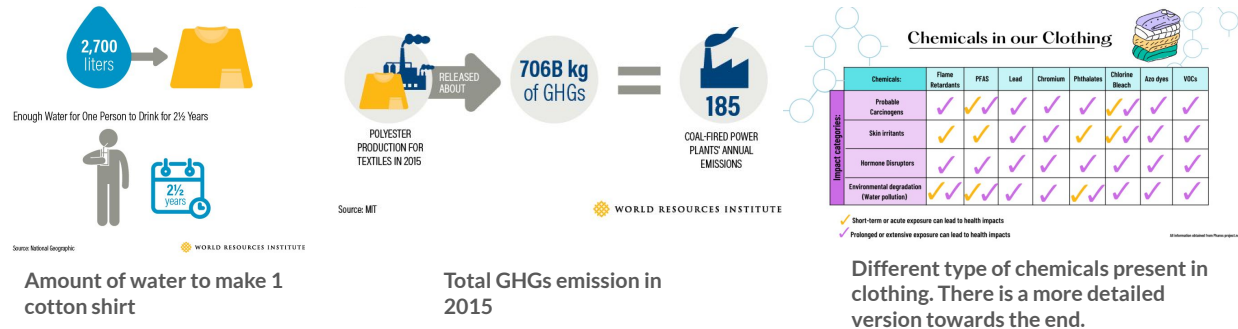 2,700
liters
Enough Water for One Person to Drink for 2½ Years
2½
years
Source: National Geographic
WORLD RESOURCES INSTITUTE
Amount of water to make 1
cotton shirt
RELEASED
ABOUT
706B kg
of GHGs
185
POLYESTER
PRODUCTION FOR
TEXTILES IN 2015
COAL-FIRED POWER
PLANTS' ANNUAL
EMISSIONS
Source: MIT
WORLD RESOURCES INSTITUTE
Total GHGs emission in
2015
Chemicals in our Clothing
Chemicals: Flame Retardants PFAS Lead Chromium Phthalates Chlorine Bleach Azo dyes VOCs
Impact categories:
Probable
Carcinogens
Skin irritants
Hormone Disruptors
Environmental degradation
(Water pollution)
Short-term or acute exposure can lead to health impacts
Prolonged or extensive exposure can lead to health impacts
All information obtained from
Different type of chemicals present in
clothing. There is a more detailed
version towards the end.